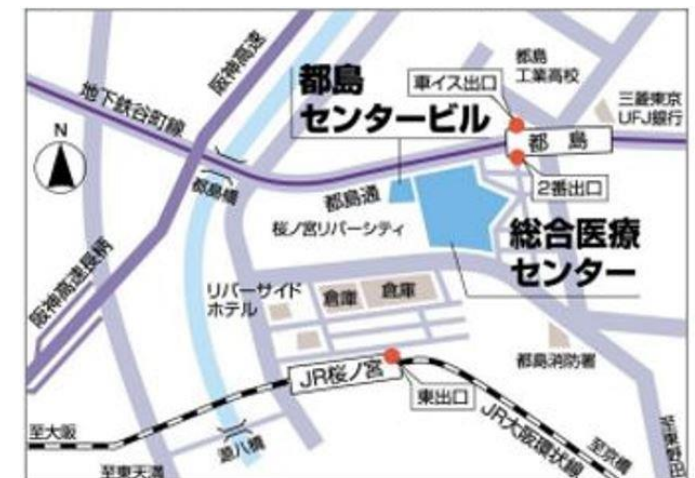 阪神高速
都島
工業高校
地下鉄谷町線
都島
センタービル
車イス出口
三菱東京
UFJ銀行
N
都島
2番出口
都島橋
都島通
桜ノ宮リバーシティ
総合医療
センター
阪神高速長柄
リバーサイド
ホテル
倉庫
倉庫
都島消防署
JR桜ノ宮
東出口
JR大阪環状線
至大阪
源八橋
至東天満
至京橋
至東野田